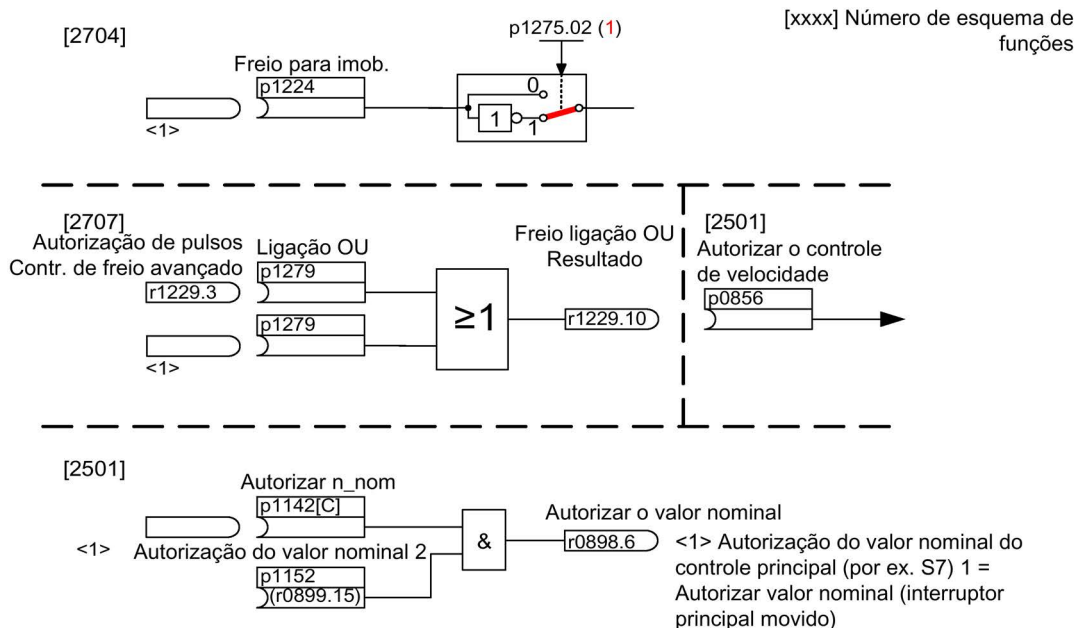 [xxxx] Número de esquema de
funções
[2704]
p1275.02 (1)
Freio para imob.
p1224
0
1
1
<1>
[2707]
Autorização de pulsos
Contr. de freio avançado
Ligação OU
p1279
r1229.3
p1279
<1>
≥1
Freio ligação OU
Resultado
r1229.10
[2501]
Autorizar o controle
de velocidade
p0856
[2501]
Autorizar n_nom
p1142[C]
<1>
Autorização do valor nominal 2
p1152
(r0899.15)
&
Autorizar o valor nominal
r0898.6
<1> Autorização do valor nominal do
controle principal (por ex. S7) 1 =
Autorizar valor nominal (interruptor
principal movido)